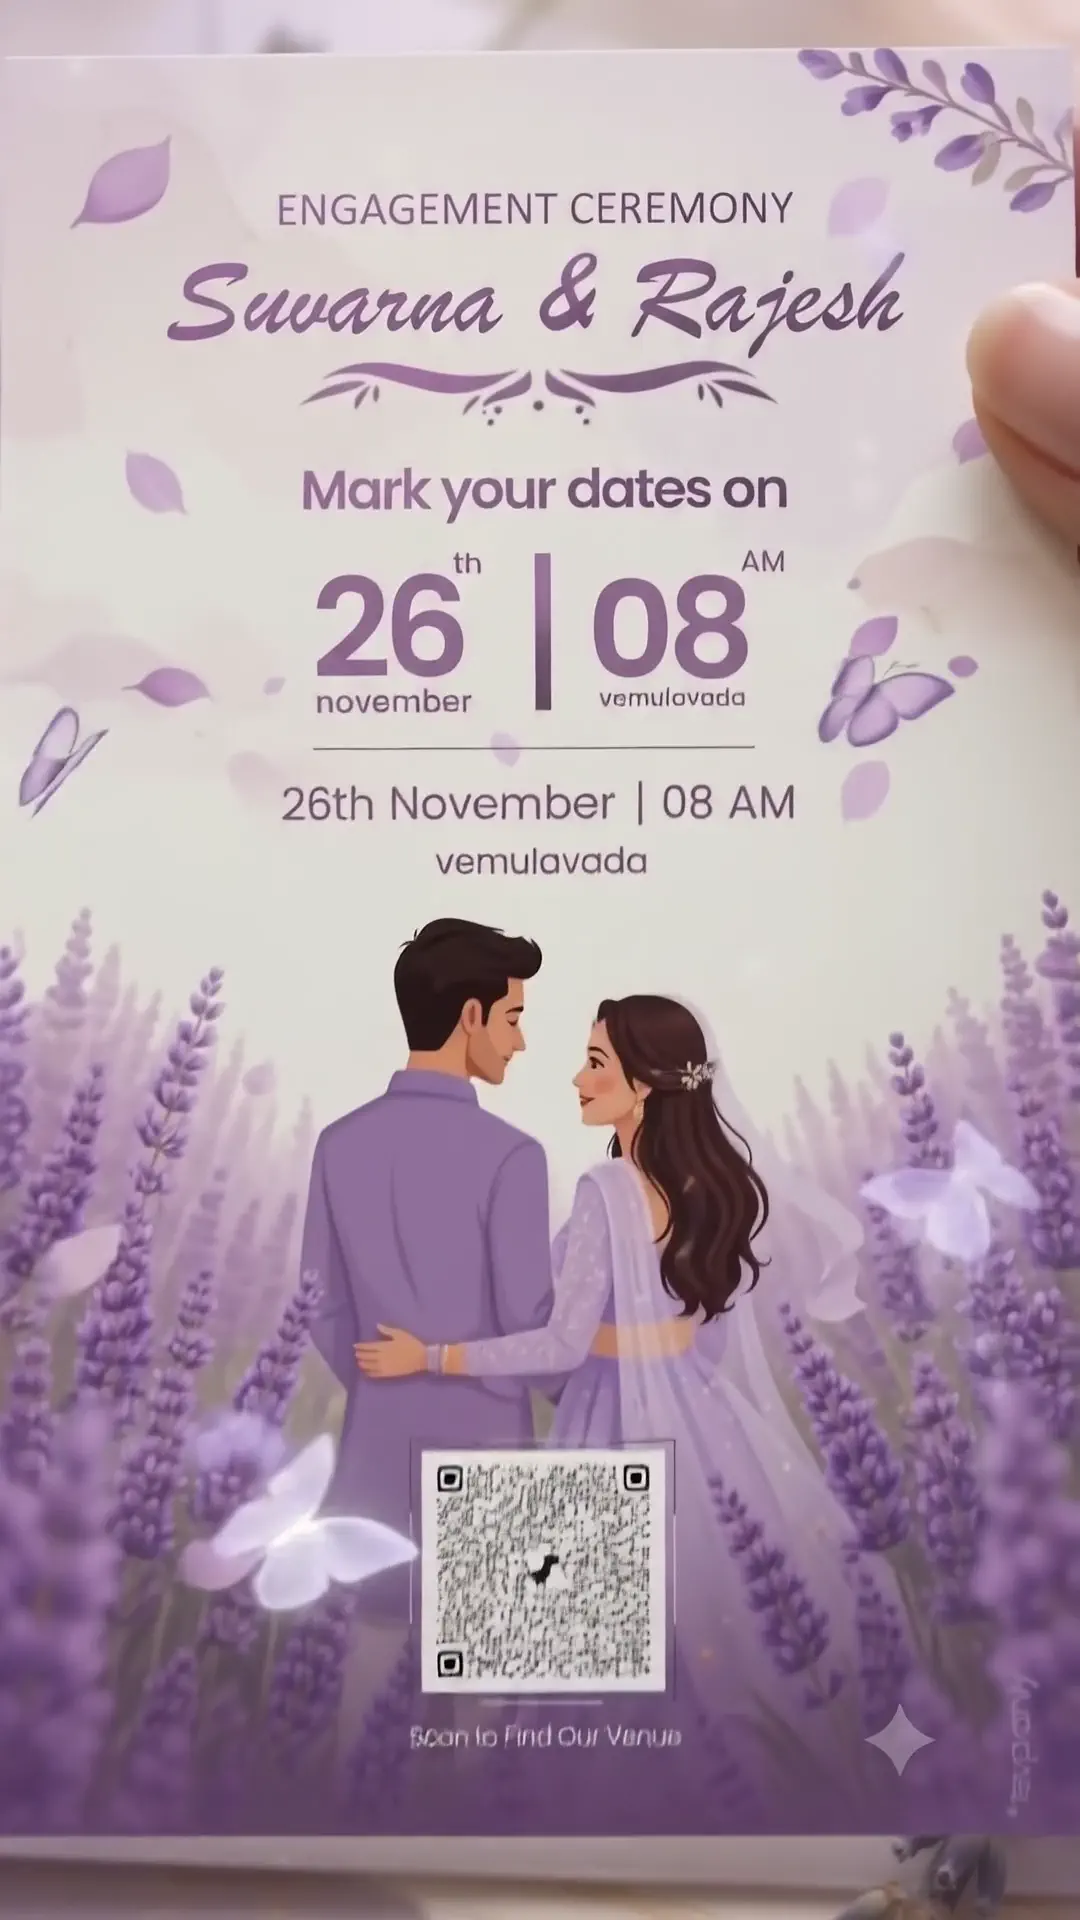 ENGAGEMENT CEREMONY
Suvarna & Rajesh
Mark your dates on
26th | 08 AM
november vemulavada
26th November | 08 AM
vemulavada
Scan to Find Our Venue